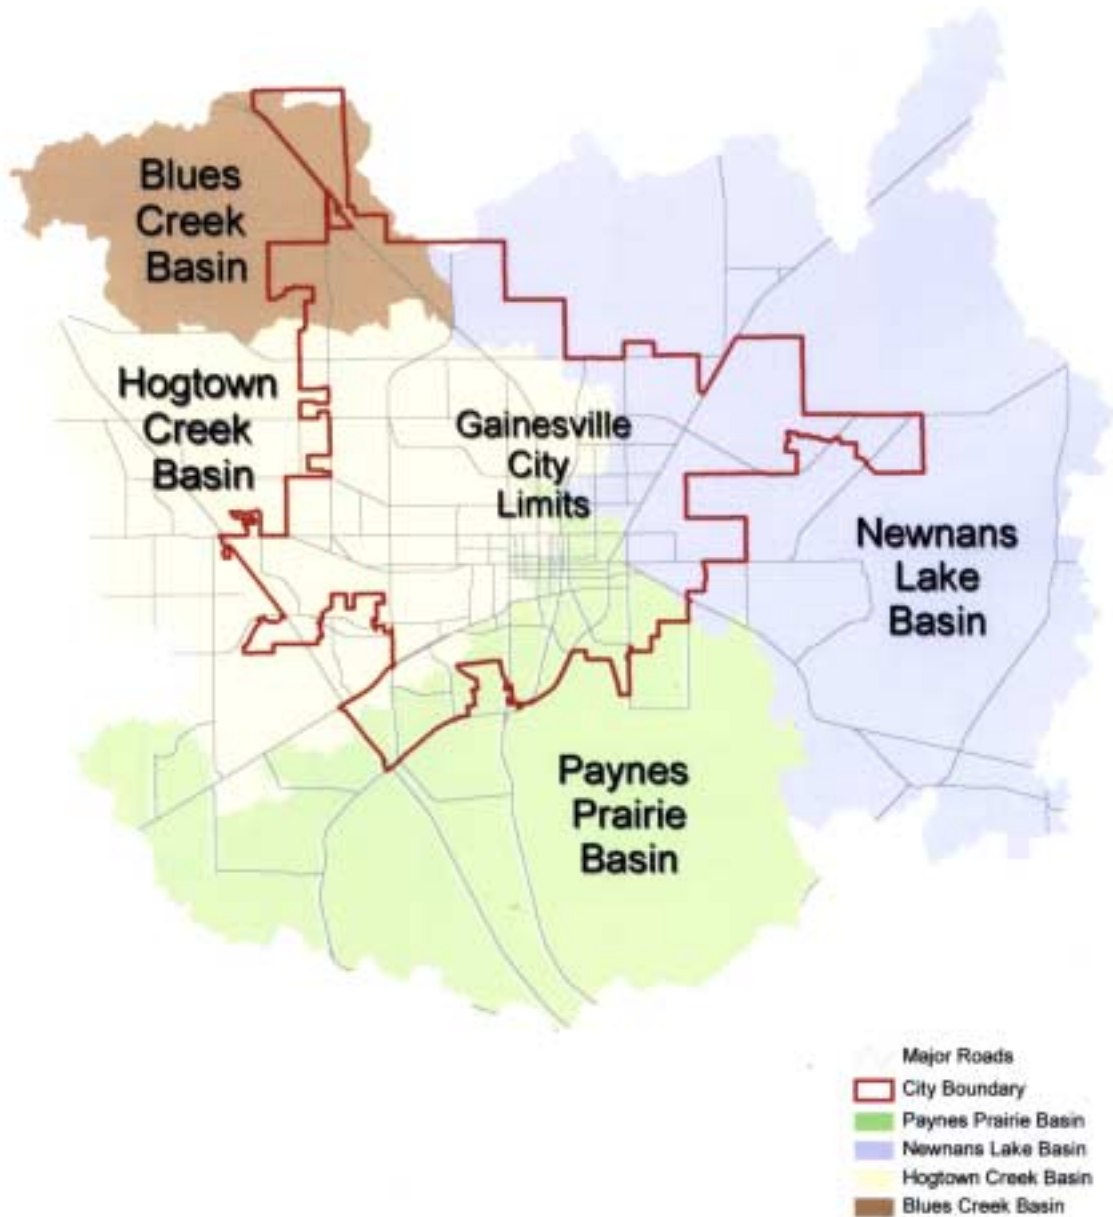 Blues
Creek
Basin
Hogtown
Creek
Basin
Gainesville
City
Limits
Newnans
Lake
Basin
Paynes
Prairie
Basin
Major Roads
City Boundary
Paynes Prairie Basin
Newnans Lake Basin
Hogtown Creek Basin
Blues Creek Basin